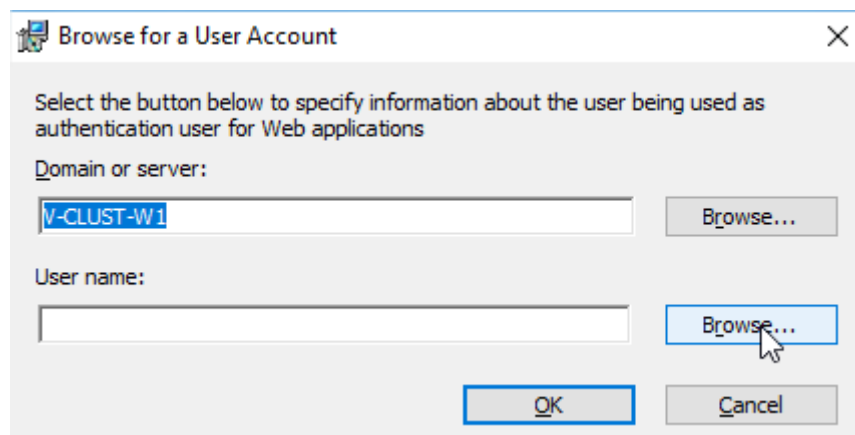 Browse for a User Account
Select the button below to specify information about the user being used as
authentication user for Web applications
Domain or server:
V-CLUST-W1
Browse...
User name:
Browse...
OK
Cancel